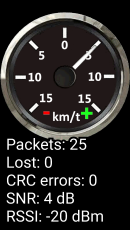 0
5 5
10 10
15 15
- km/t +
Packets: 25
Lost: 0
CRC errors: 0
SNR: 4 dB
RSSI: -20 dBm